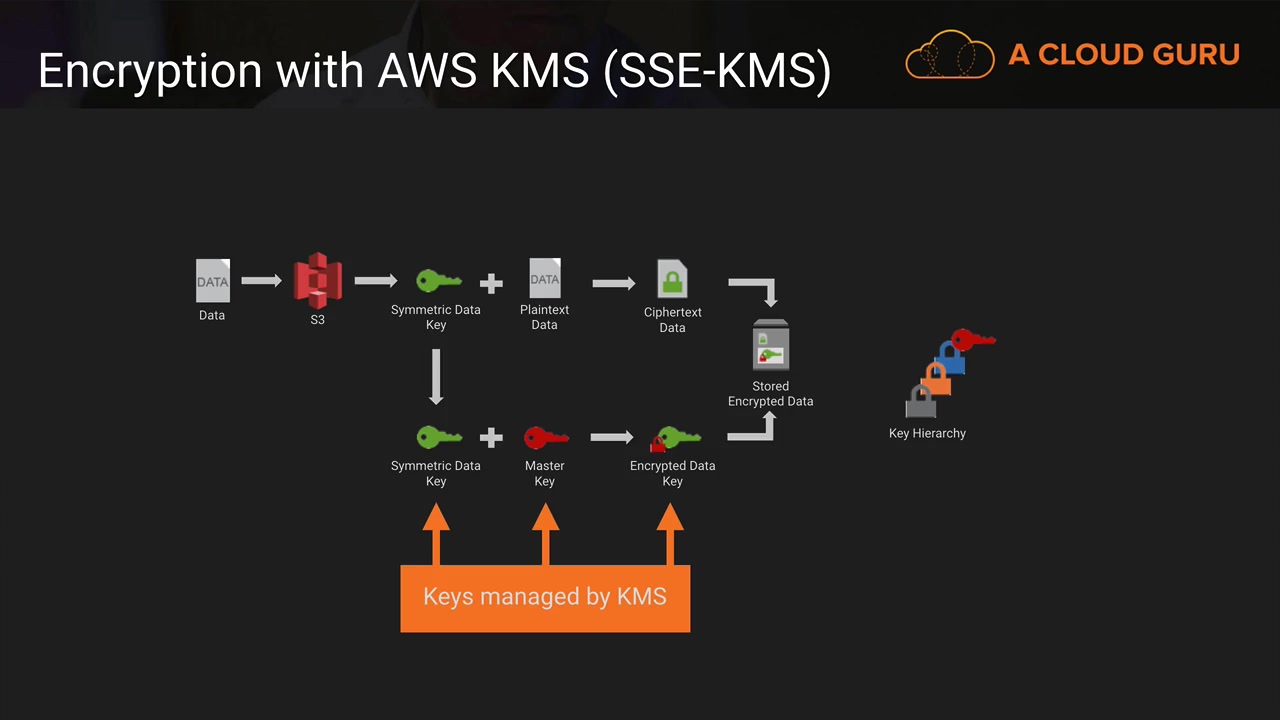 Encryption with AWS KMS (SSE-KMS)
A CLOUD GURU
DATA
Data
S3
Symmetric Data
Key
DATA
Plaintext
Data
Ciphertext
Data
Stored
Encrypted Data
Key Hierarchy
Symmetric Data
Key
Master
Key
Encrypted Data
Key
Keys managed by KMS